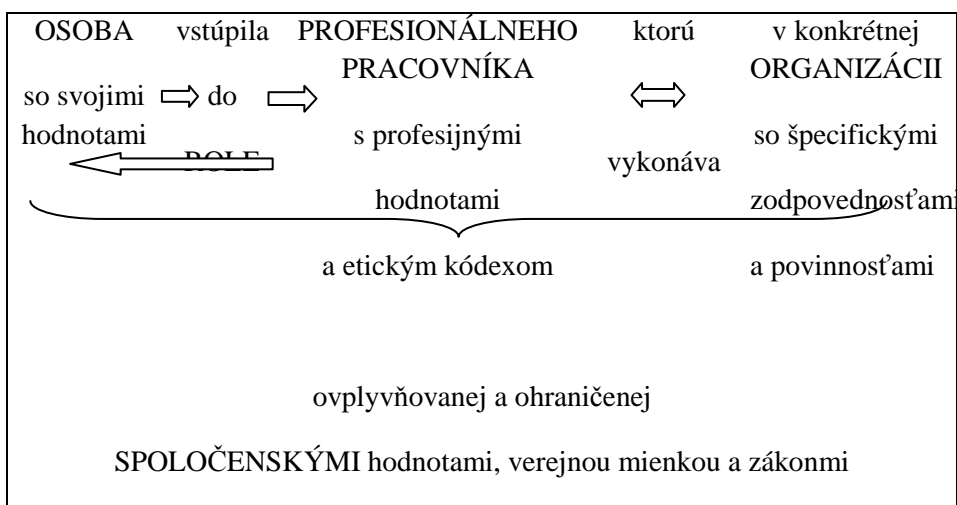 OSOBA vstúpila PROFESIONÁLNEHO ktorú v konkrétnej
PRACOVNÍKA ORGANIZÁCII
so svojimi do
hodnotami s profesijnými so špecifickými
ROLE vykonáva
hodnotami zodpovednosťami
a etickým kódexom a povinnosťami
ovplyvňovanej a ohraničenej
SPOLOČENSKÝMI hodnotami, verejnou mienkou a zákonmi